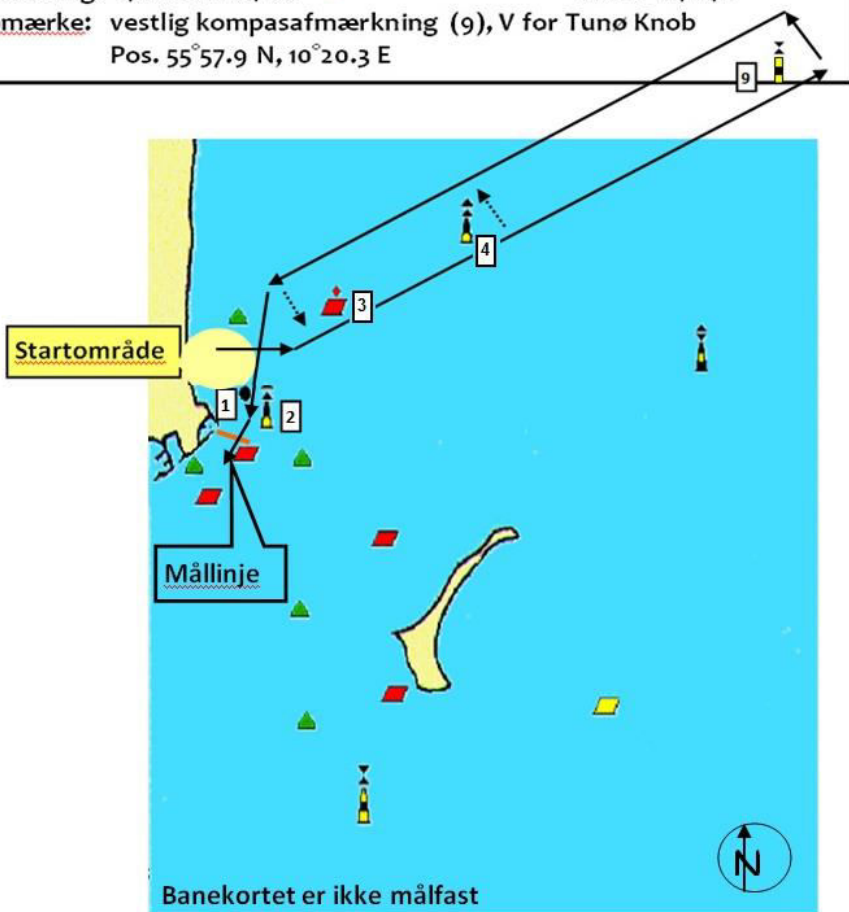 mærke: vestlig kompasafmærkning (9), V for Tunø Knob
Pos. 55°57.9 N, 10°20.3 E
9
4
3
Startområde
1
2
Mållinje
N
Banekortet er ikke målfast